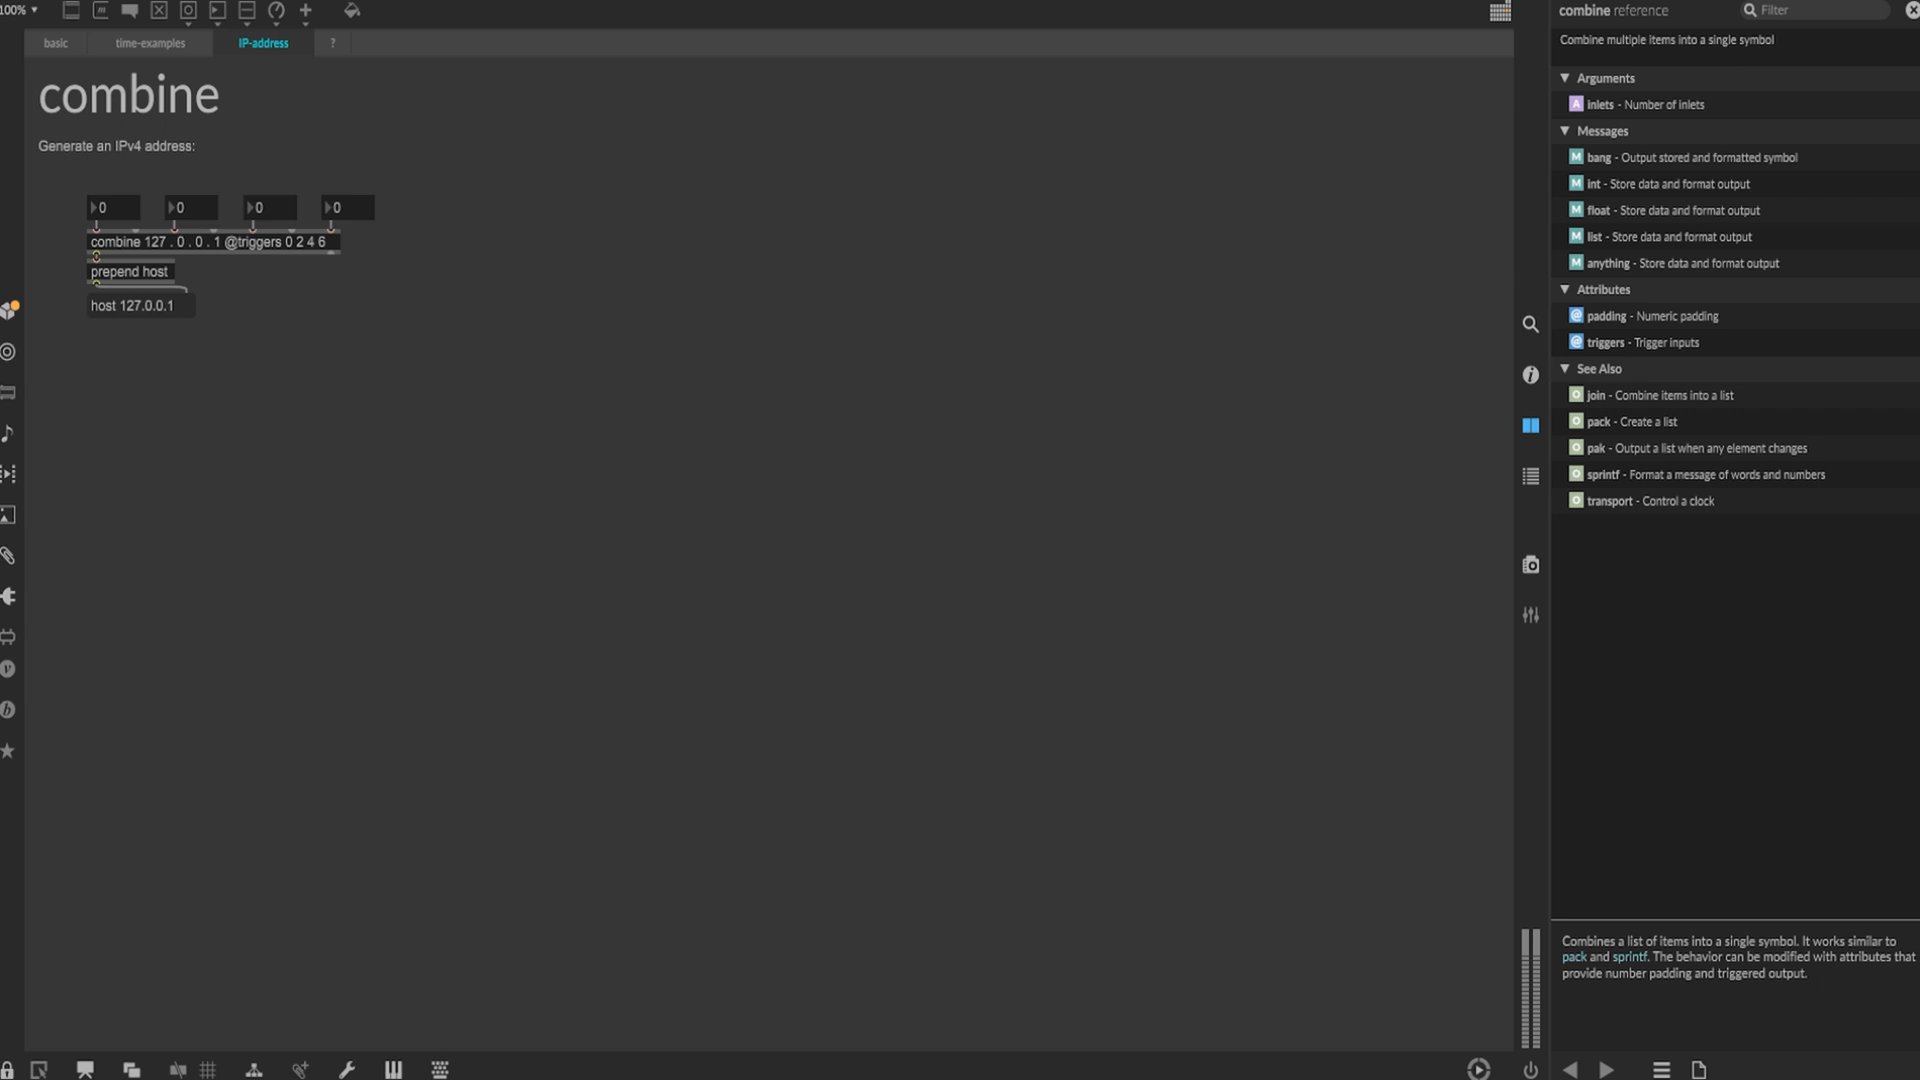 100%
combine reference
Filter
basic
time-examples
IP-address
?
Combine multiple items into a single symbol
combine
Generate an IPv4 address:
0
0
0
0
combine 127 . 0 . 0 . 1 @triggers 0 2 4 6
prepend host
host 127.0.0.1
Arguments
A inlets - Number of inlets
Messages
M bang - Output stored and formatted symbol
M int - Store data and format output
M float - Store data and format output
M list - Store data and format output
M anything - Store data and format output
Attributes
@ padding - Numeric padding
@ triggers - Trigger inputs
See Also
O join - Combine items into a list
O pack - Create a list
O pak - Output a list when any element changes
O sprintf - Format a message of words and numbers
O transport - Control a clock
Combines a list of items into a single symbol. It works similar to
pack and sprintf. The behavior can be modified with attributes that
provide number padding and triggered output.